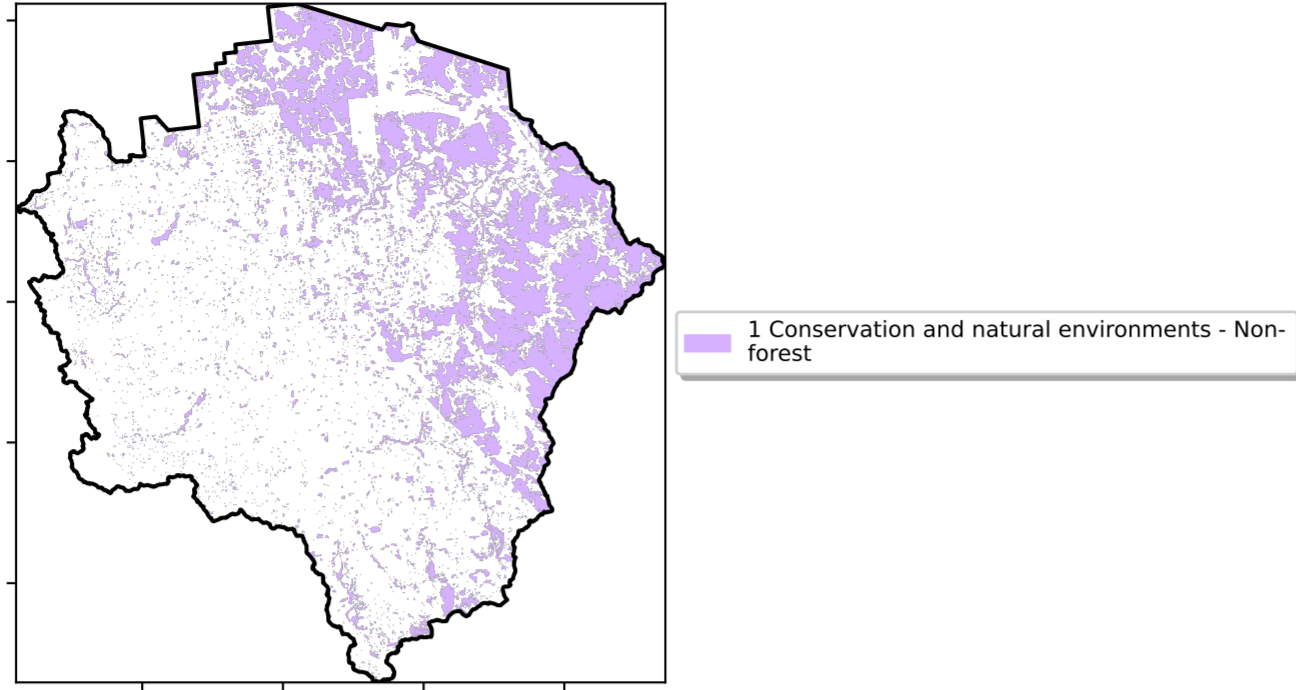 1 Conservation and natural environments - Non-
forest